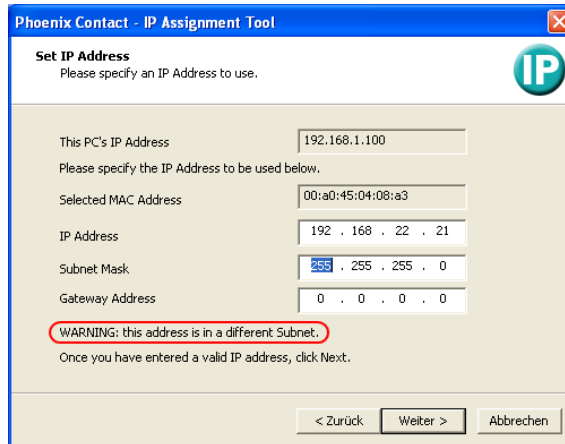 Phoenix Contact - IP Assignment Tool
Set IP Address
Please specify an IP Address to use.
IP
This PC's IP Address 192.168.1.100
Please specify the IP Address to be used below.
Selected MAC Address 00:a0:45:04:08:a3
IP Address 192 . 168 . 22 . 21
Subnet Mask 255 . 255 . 255 . 0
Gateway Address 0 . 0 . 0 . 0
WARNING: this address is in a different Subnet.
Once you have entered a valid IP address, click Next.
< Zurück Weiter > Abbrechen